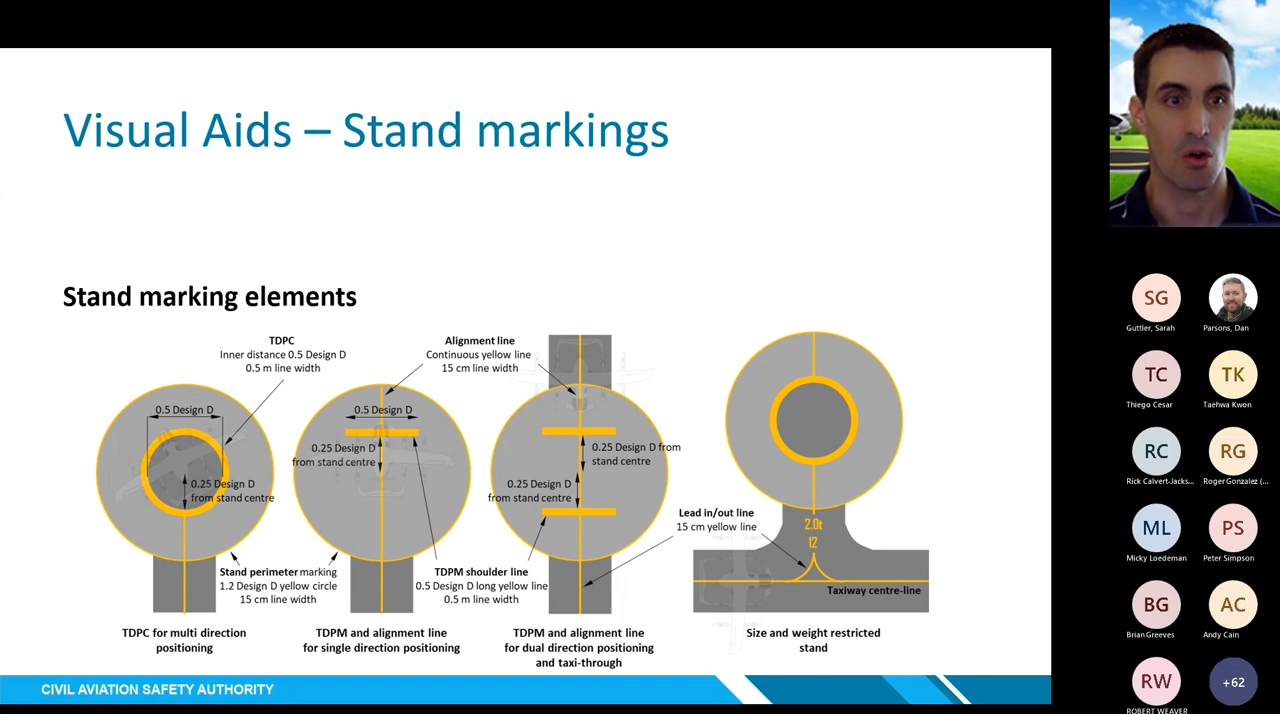 Visual Aids – Stand markings
Stand marking elements
TDPC
Inner distance 0.5 Design D
0.5 m line width
Alignment line
Continuous yellow line
15 cm line width
0.5 Design D
0.25 Design D
from stand centre
0.5 Design D
0.25 Design D
from stand centre
0.25 Design D from
stand centre
0.25 Design D
from stand centre
Stand perimeter marking
1.2 Design D yellow circle
15 cm line width
TDPM shoulder line
0.5 Design D long yellow line
0.5 m line width
Lead in/out line
15 cm yellow line
2.0t
12
Taxiway centre-line
TDPC for multi direction
positioning
TDPM and alignment line
for single direction positioning
TDPM and alignment line
for dual direction positioning
and taxi-through
Size and weight restricted
stand
CIVIL AVIATION SAFETY AUTHORITY
SG
Guttler, Sarah
Parsons, Dan
TC
Thiego Cesar
TK
Taehwa Kwon
RC
Rick Calvert-Jacks...
RG
Roger Gonzalez (...
ML
Micky Loedeman
PS
Peter Simpson
BG
Brian Greeves
AC
Andy Cain
RW
ROBERT WEAVER
+62